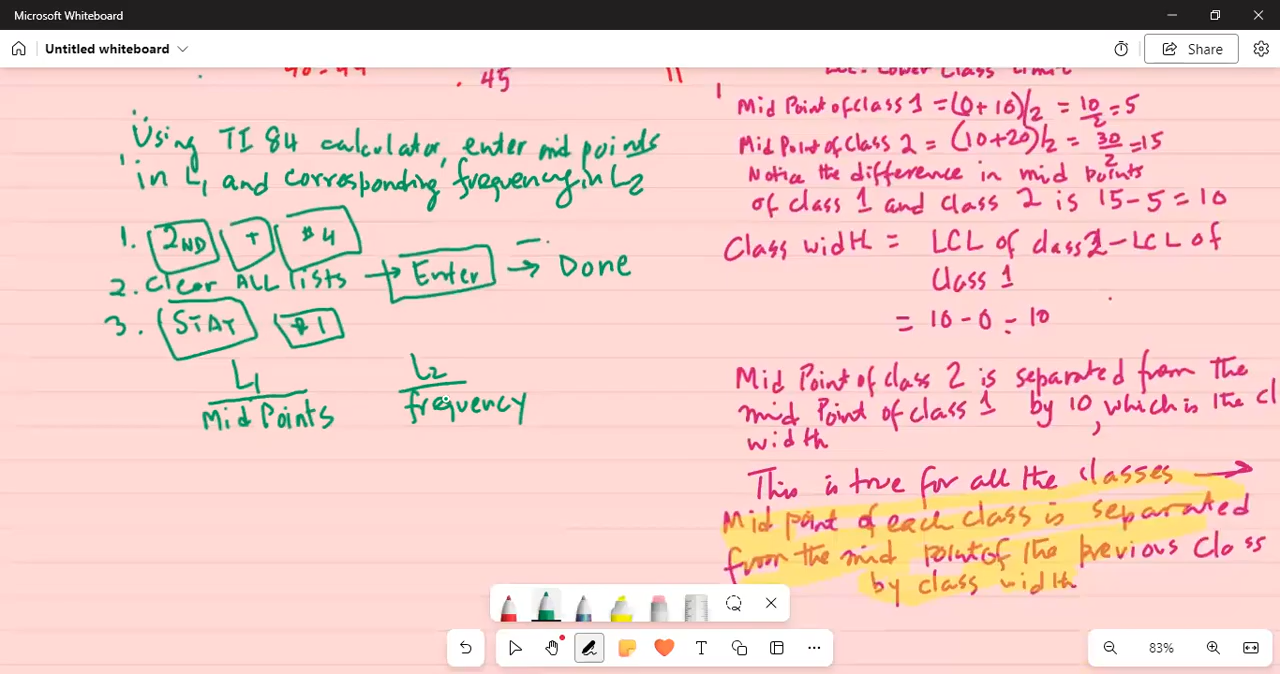 Microsoft Whiteboard
Untitled whiteboard
Share
45
Using TI 84 calculator, enter mid points
in L1 and corresponding frequency in L2
1. 2ND + #4
2. Clear ALL lists → Enter → Done
3. STAT #1
L1 L2
Mid Points frequency
LCL: Lower Class Limit
Mid Point of class 1 = (0+10)/2 = 10/2 = 5
Mid Point of class 2 = (10+20)/2 = 30/2 = 15
Notice the difference in mid points
of class 1 and class 2 is 15 - 5 = 10
Class width = LCL of class 2 - LCL of
Class 1
= 10 - 0 = 10
Mid Point of class 2 is separated from the
mid Point of class 1 by 10, which is the cl
width
This is true for all the classes →
Mid point of each class is separated
from the mid point of the previous Class
by class width
83%